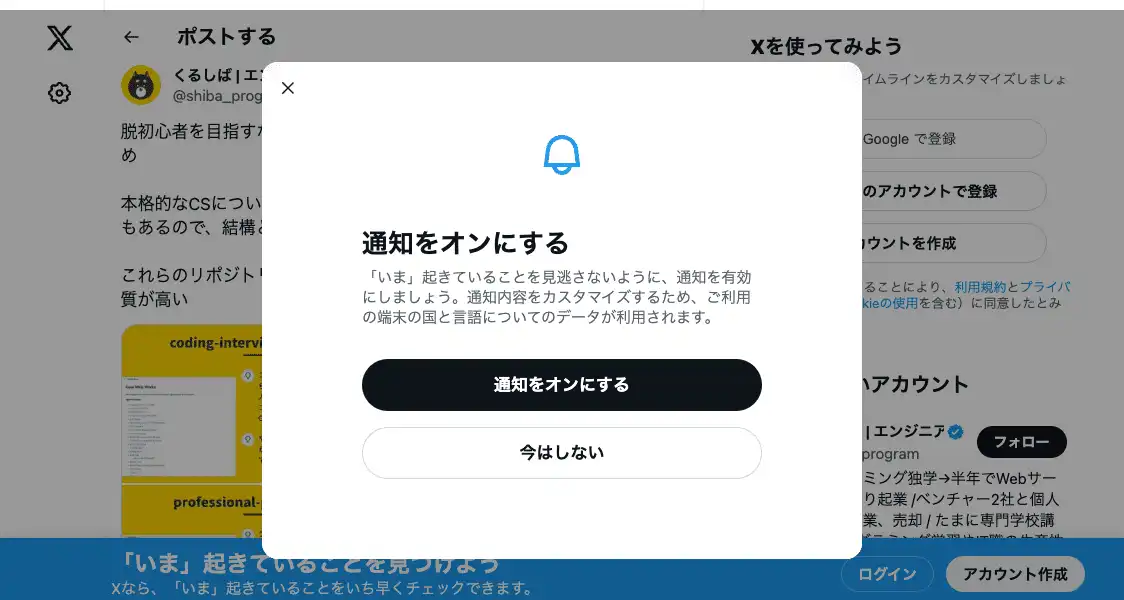 ポストする
くるしば | エ
@shiba_prog
脱初心者を目指すな
め
本格的なCSについ
もあるので、結構と
これらのリポジトリ
質が高い
coding-intervi
professional-
通知をオンにする
「いま」起きていることを見逃さないように、通知を有効
にしましょう。通知内容をカスタマイズするため、ご利用
の端末の国と言語についてのデータが利用されます。
通知をオンにする
今はしない
Xを使ってみよう
イムラインをカスタマイズしましょ
Google で登録
のアカウントで登録
カウントを作成
ることにより、利用規約とプライバ
kieの使用を含む）に同意したとみ
いアカウント
| エンジニア
program
フォロー
ミング独学→半年でWebサー
り起業 /ベンチャー2社と個人
業、売却 / たまに専門学校講
「いま」起きていることを見つけよう
Xなら、「いま」起きていることをいち早くチェックできます。
ログイン
アカウント作成